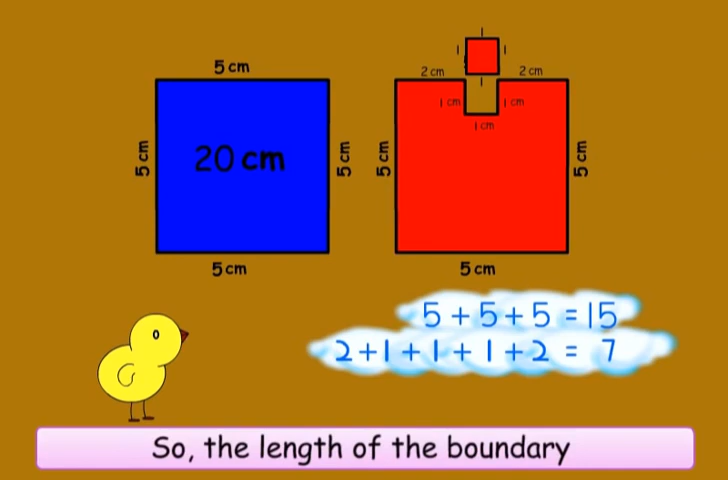 |
| |
5 cm
2 cm 2 cm
|
1 cm 1 cm
1 cm
5 cm 20 cm 5 cm 5 cm 5 cm
5 cm 5 cm
5 + 5 + 5 = 15
2 + 1 + 1 + 1 + 2 = 7
So, the length of the boundary